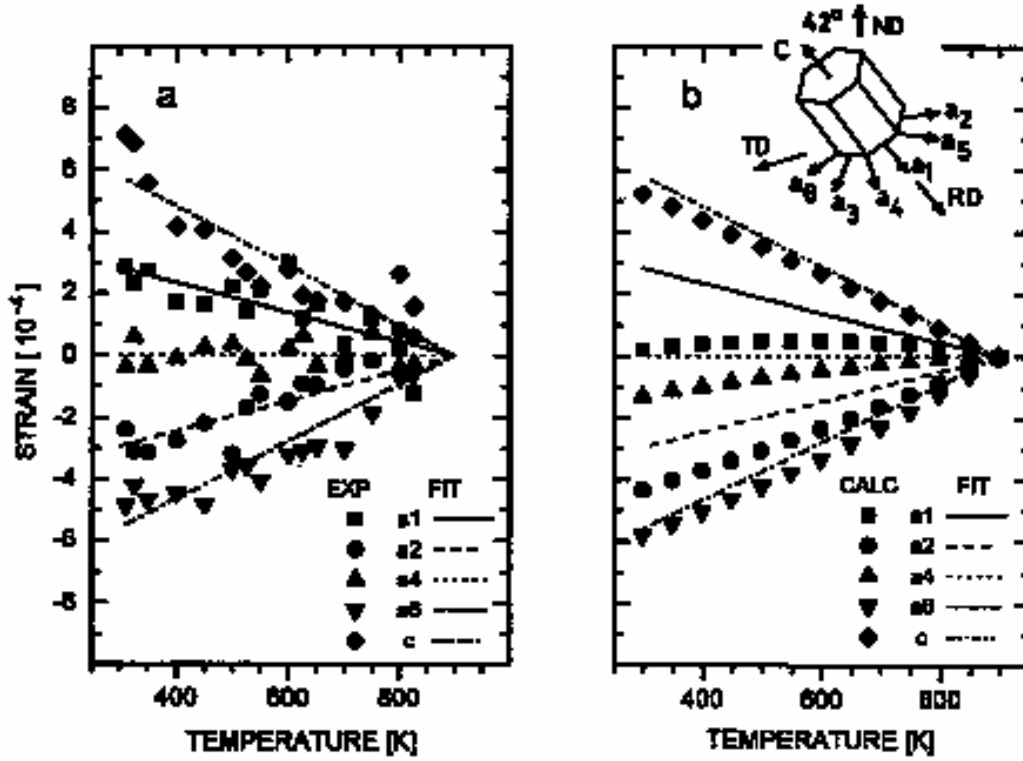 a
8
6
4
2
0
-2
-4
-6
-8
STRAIN [10⁻⁴]
EXP FIT
a1
a2
a4
a6
c
400 600 800
TEMPERATURE [K]
b
42° ND
C
a2
a5
a1
RD
a4
a3
a6
TD
CALC FIT
a1
a2
a4
a6
c
400 600 800
TEMPERATURE [K]